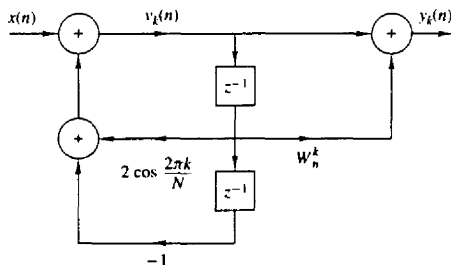 x(n) v_k(n) y_k(n)
+ +
z⁻¹
+
2 cos 2πk/N
W_n^k
z⁻¹
−1